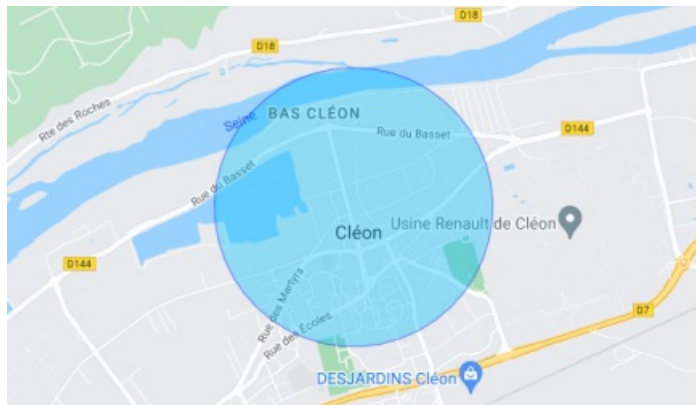 D18
D18
Rte des Roches
BAS CLÉON
Seine
Rue du Basset
D144
Rue du Basset
Usine Renault de Cléon
Cléon
D144
Rue des Martyrs
Rue des Écoles
D7
DESJARDINS Cléon